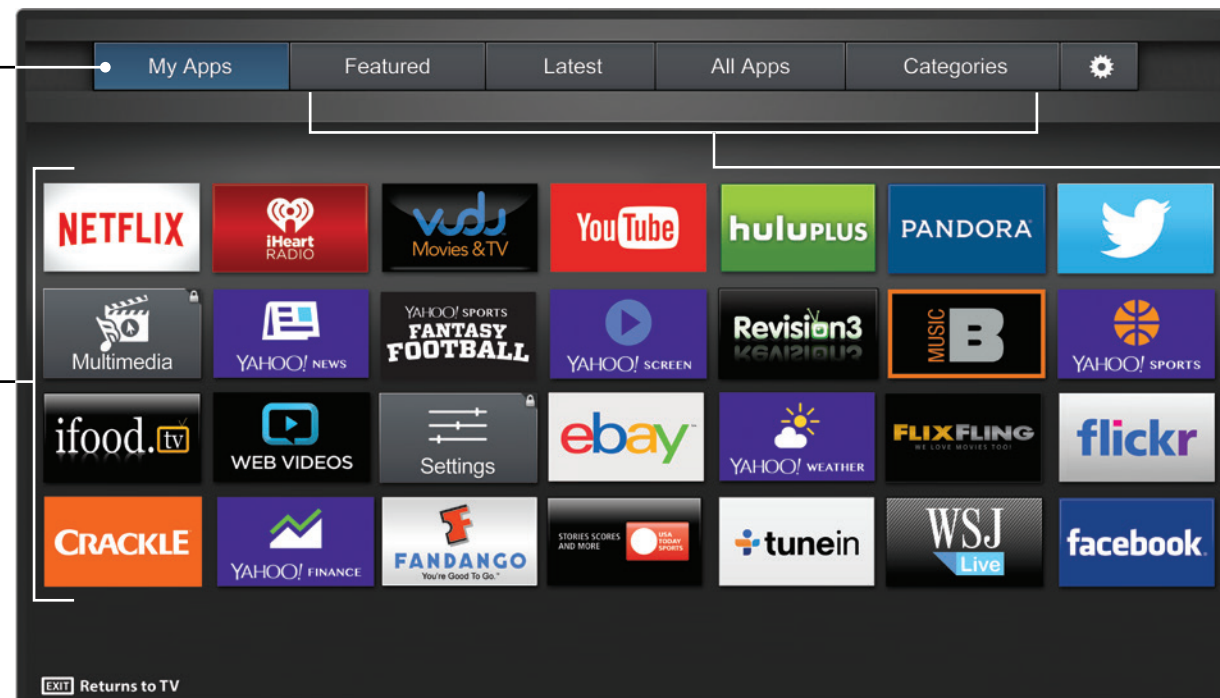 My Apps
Featured
Latest
All Apps
Categories
NETFLIX
iHeart
RADIO
vudu
Movies & TV
YouTube
huluPLUS
PANDORA
Multimedia
YAHOO! NEWS
YAHOO! SPORTS
FANTASY
FOOTBALL
YAHOO! SCREEN
Revision3
MUSIC B
YAHOO! SPORTS
ifood.tv
WEB VIDEOS
Settings
ebay
YAHOO! WEATHER
FLIXFLING
WE LOVE MOVIES TOO!
flickr
CRACKLE
YAHOO! FINANCE
FANDANGO
You're Good To Go.
STORIES SCORES
AND MORE
USA
TODAY
SPORTS
tunein
WSJ
Live
facebook
EXIT Returns to TV